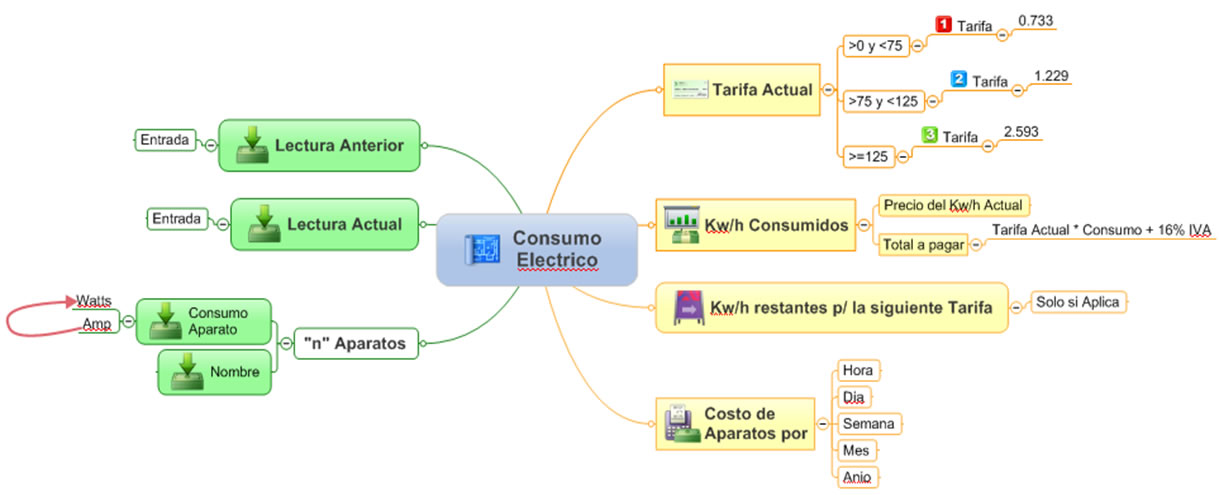 Consumo
Electrico
Lectura Anterior
Entrada
Lectura Actual
Entrada
"n" Aparatos
Consumo
Aparato
Watts
Amp
Nombre
Tarifa Actual
>0 y <75
1 Tarifa
0.733
>75 y <125
2 Tarifa
1.229
>=125
3 Tarifa
2.593
Kw/h Consumidos
Precio del Kw/h Actual
Total a pagar
Tarifa Actual * Consumo + 16% IVA
Kw/h restantes p/ la siguiente Tarifa
Solo si Aplica
Costo de
Aparatos por
Hora
Dia
Semana
Mes
Anio